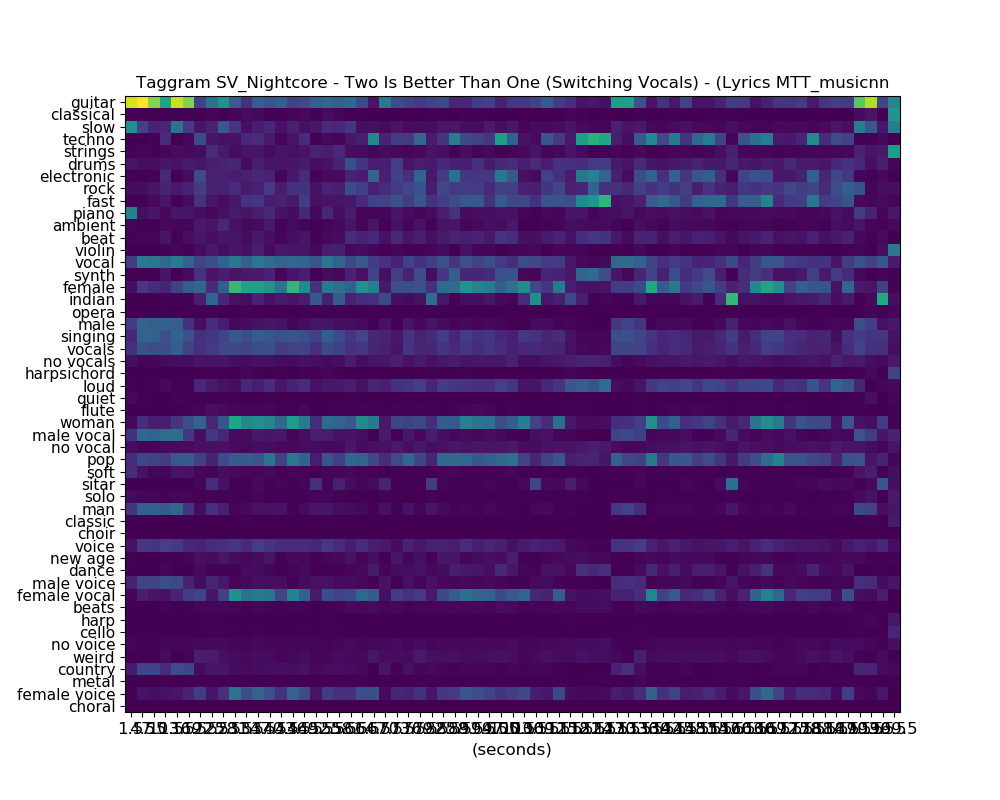 Taggram SV_Nightcore - Two Is Better Than One (Switching Vocals) - (Lyrics MTT_musicnn
guitar
classical
slow
techno
strings
drums
electronic
rock
fast
piano
ambient
beat
violin
vocal
synth
female
indian
opera
male
singing
vocals
no vocals
harpsichord
loud
quiet
flute
woman
male vocal
no vocal
pop
soft
sitar
solo
man
classic
choir
voice
new age
dance
male voice
female vocal
beats
harp
cello
no voice
weird
country
metal
female voice
choral
(seconds)